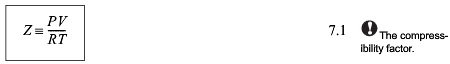 Z ≡ PV/RT
7.1 The compress-
ibility factor.